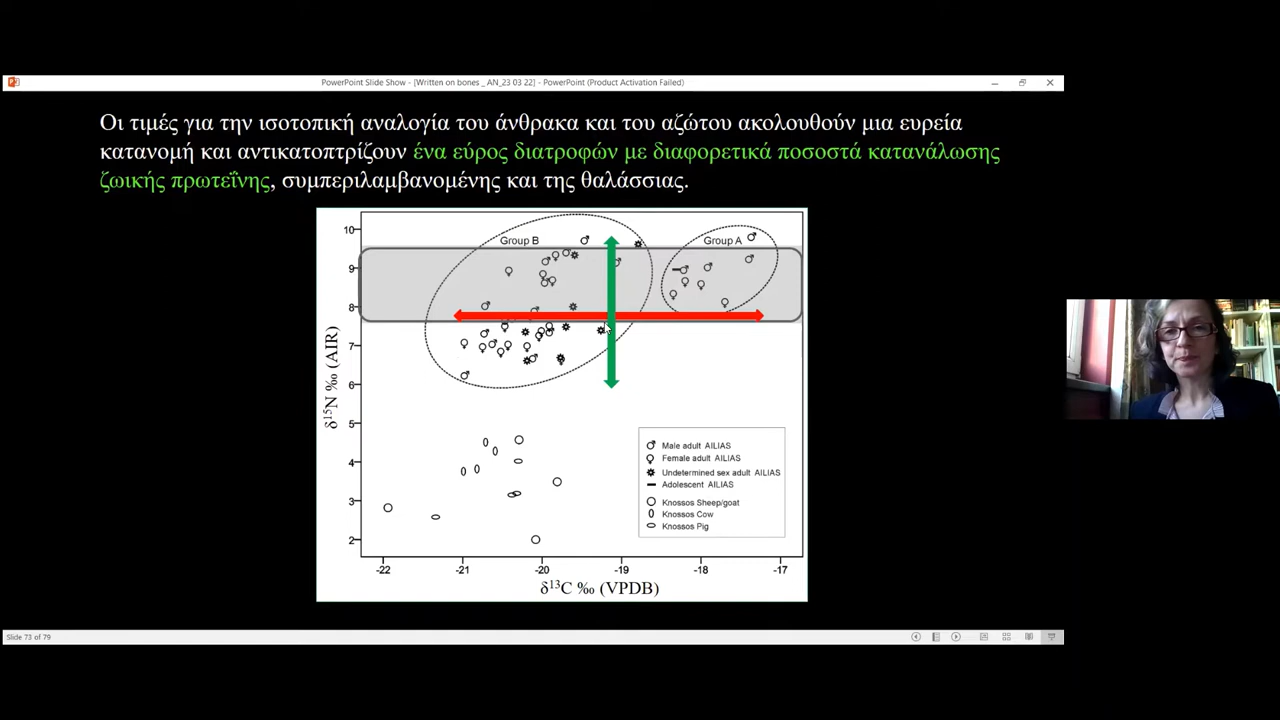 PowerPoint Slide Show - [Written on bones _ AN_23 03 22] - PowerPoint (Product Activation Failed)
Οι τιμές για την ισοτοπική αναλογία του άνθρακα και του αζώτου ακολουθούν μια ευρεία
κατανομή και αντικατοπτρίζουν ένα εύρος διατροφών με διαφορετικά ποσοστά κατανάλωσης
ζωικής πρωτεΐνης, συμπεριλαμβανομένης και της θαλάσσιας.
Group B
Group A
10
9
8
7
6
5
4
3
2
δ15N ‰ (AIR)
Male adult AILIAS
Female adult AILIAS
Undetermined sex adult AILIAS
Adolescent AILIAS
Knossos Sheep/goat
Knossos Cow
Knossos Pig
-22 -21 -20 -19 -18 -17
δ13C ‰ (VPDB)
Slide 73 of 79